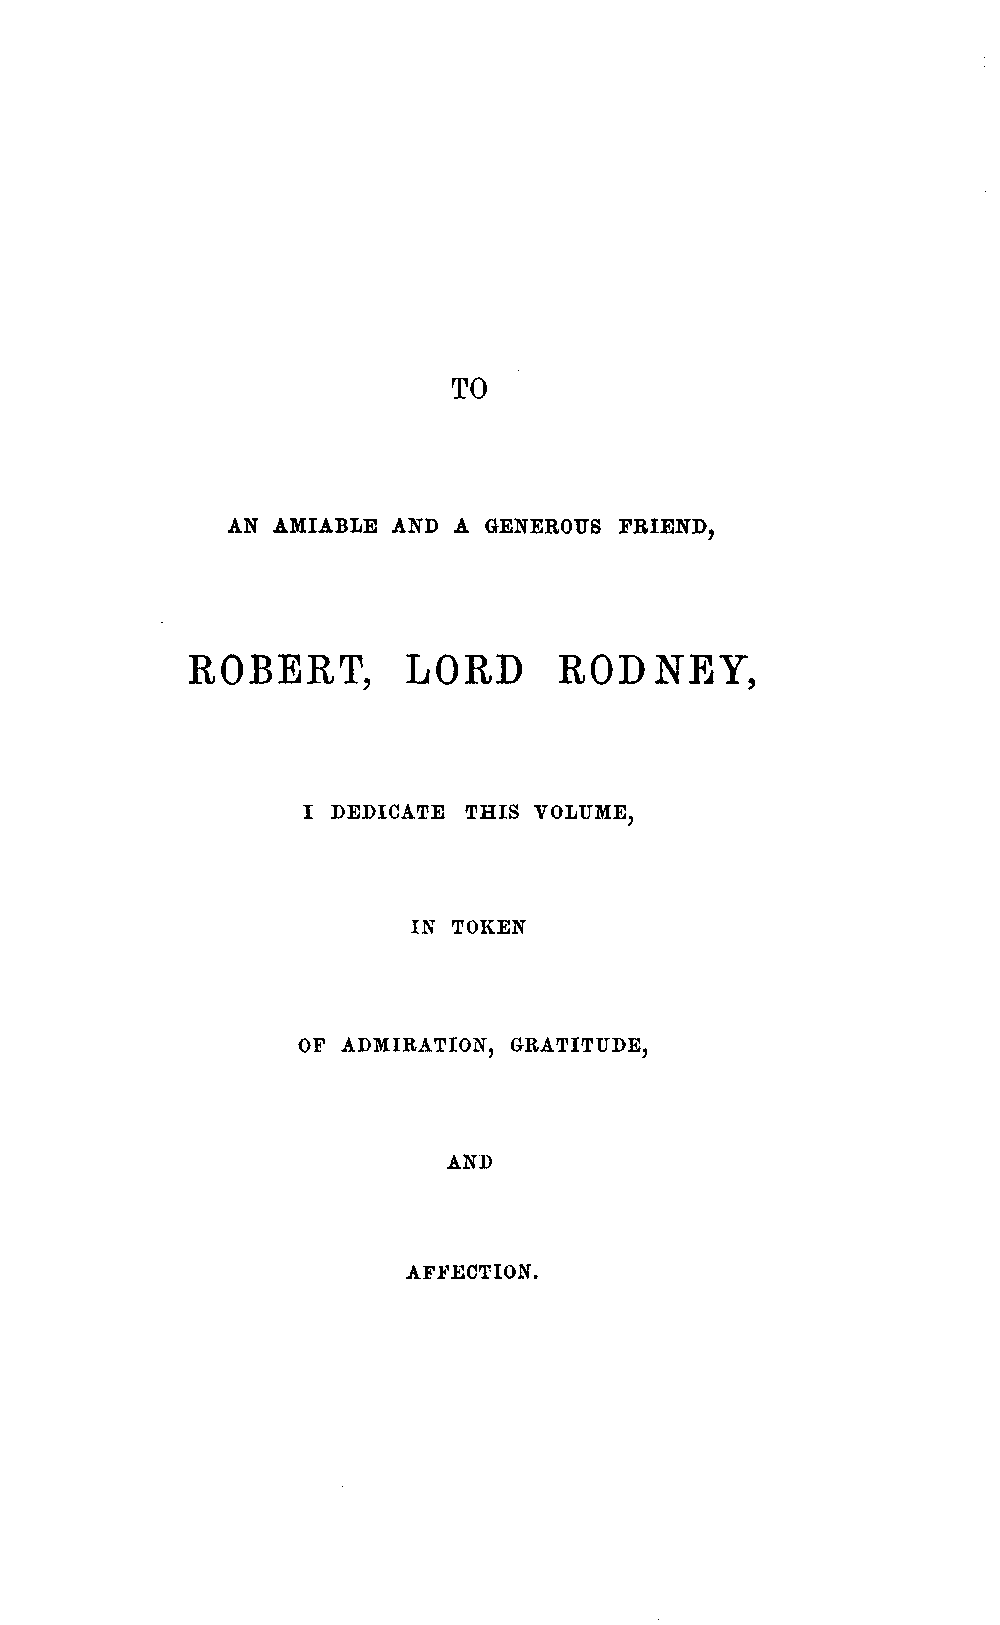 TO
AN AMIABLE AND A GENEROUS FRIEND,
ROBERT, LORD RODNEY,
I DEDICATE THIS VOLUME,
IN TOKEN
OF ADMIRATION, GRATITUDE,
AND
AFFECTION.